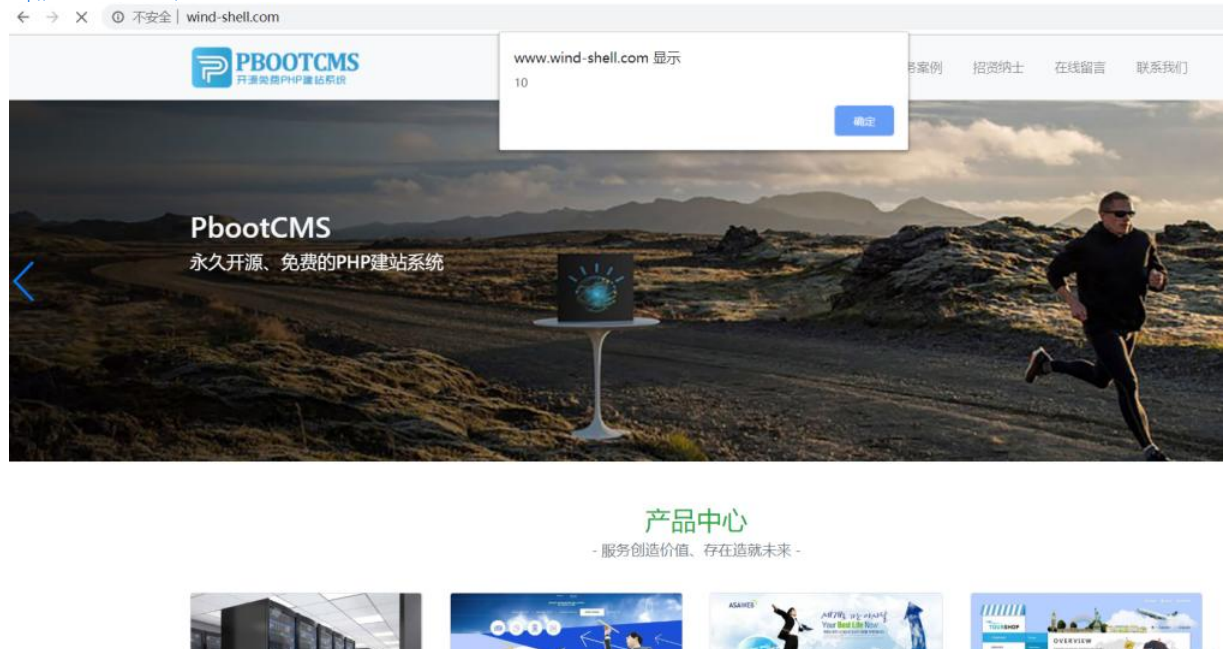 不安全 | wind-shell.com
PBOOTCMS
开源免费PHP建站系统
www.wind-shell.com 显示
10
确定
务案例 招贤纳士 在线留言 联系我们
PbootCMS
永久开源、免费的PHP建站系统
产品中心
- 服务创造价值、存在造就未来 -
ASAWEB
Your Best Life Now
TOURSHOP
OVERVIEW